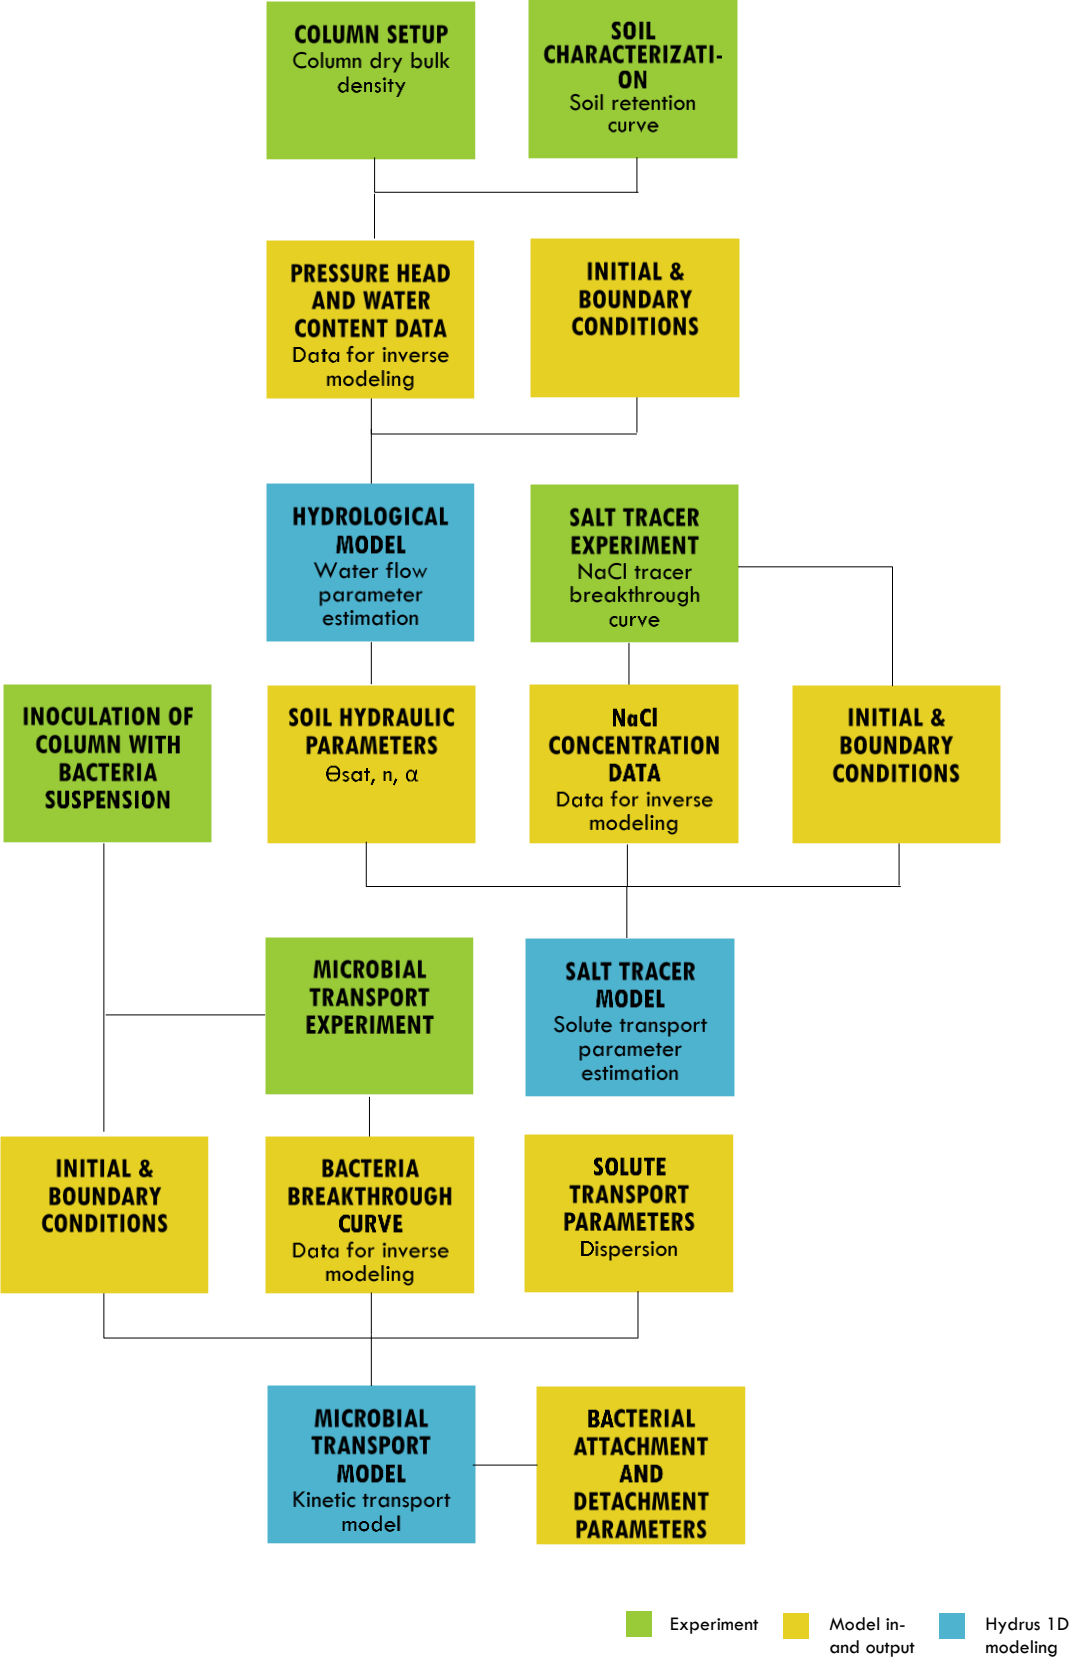 COLUMN SETUP
Column dry bulk
density
SOIL
CHARACTERIZATI-
ON
Soil retention
curve
PRESSURE HEAD
AND WATER
CONTENT DATA
Data for inverse
modeling
INITIAL &
BOUNDARY
CONDITIONS
HYDROLOGICAL
MODEL
Water flow
parameter
estimation
SALT TRACER
EXPERIMENT
NaCl tracer
breakthrough
curve
INOCULATION OF
COLUMN WITH
BACTERIA
SUSPENSION
SOIL HYDRAULIC
PARAMETERS
Θsat, n, α
NaCl
CONCENTRATION
DATA
Data for inverse
modeling
INITIAL &
BOUNDARY
CONDITIONS
MICROBIAL
TRANSPORT
EXPERIMENT
SALT TRACER
MODEL
Solute transport
parameter
estimation
INITIAL &
BOUNDARY
CONDITIONS
BACTERIA
BREAKTHROUGH
CURVE
Data for inverse
modeling
SOLUTE
TRANSPORT
PARAMETERS
Dispersion
MICROBIAL
TRANSPORT
MODEL
Kinetic transport
model
BACTERIAL
ATTACHMENT
AND
DETACHMENT
PARAMETERS
Experiment
Model in-
and output
Hydrus 1D
modeling